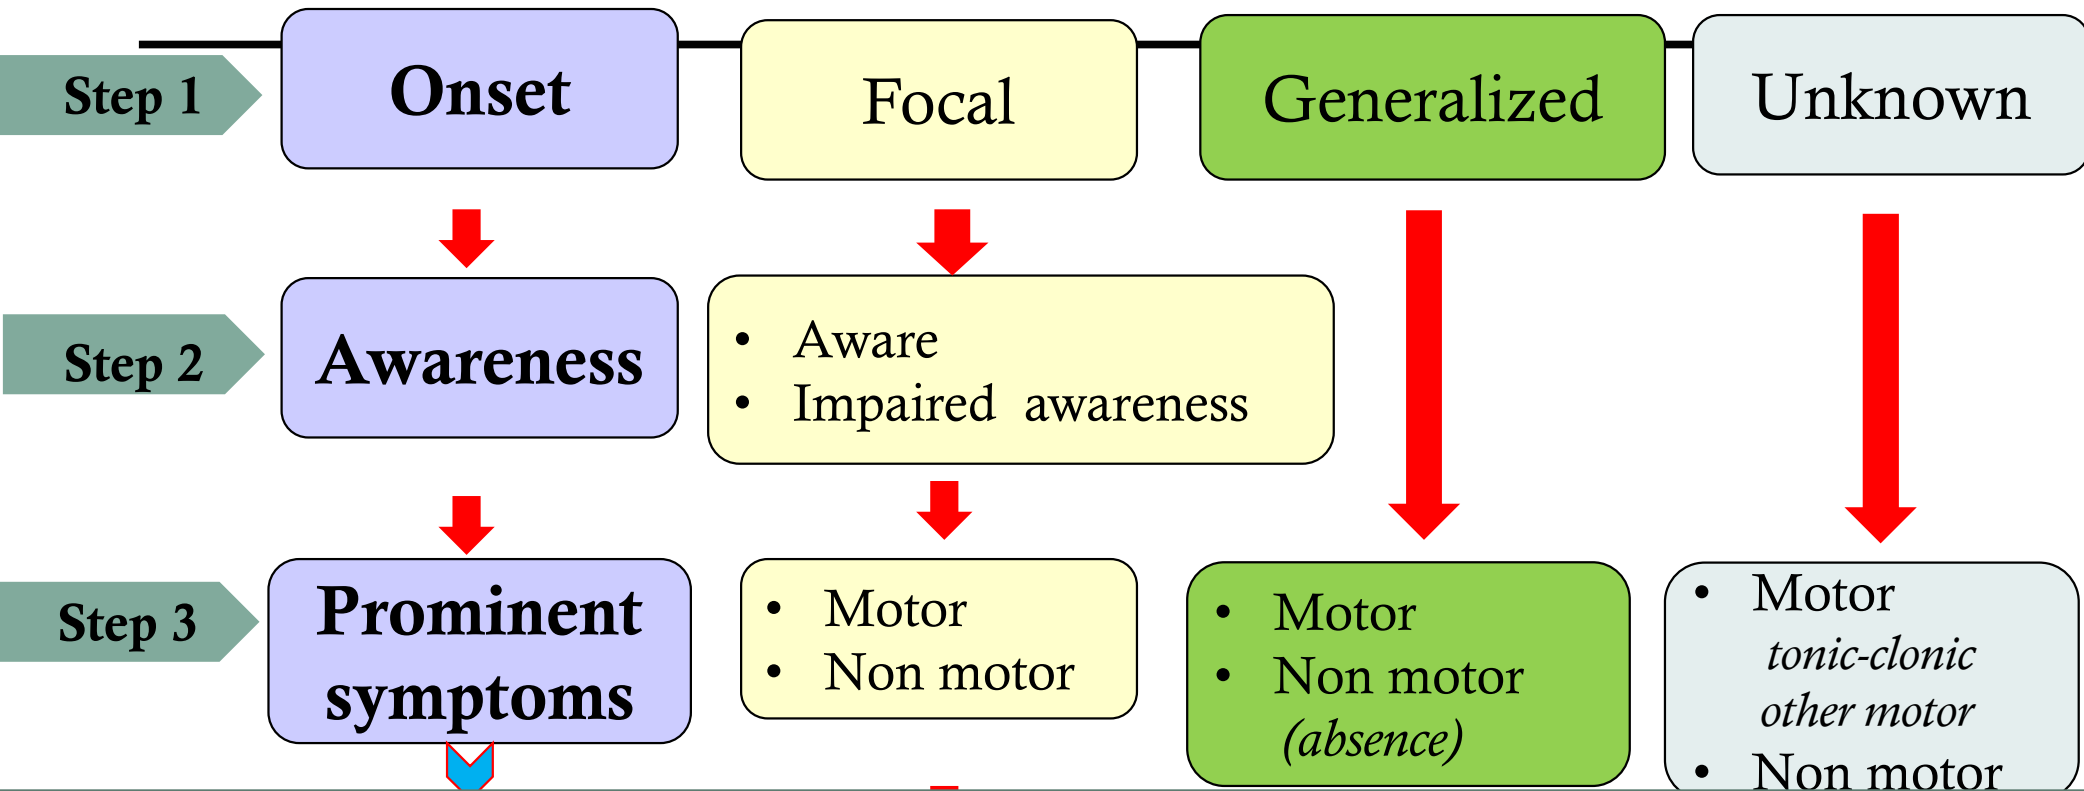 Step 1
Onset
Focal
Generalized
Unknown
Step 2
Awareness
• Aware
• Impaired awareness
Step 3
Prominent
symptoms
• Motor
• Non motor
• Motor
• Non motor
(absence)
• Motor
tonic-clonic
other motor
• Non motor